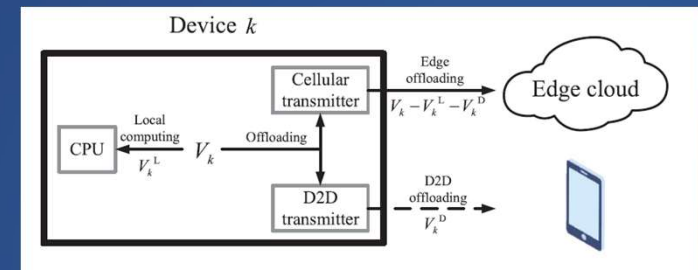 Device k
Edge
offloading
Cellular
transmitter
V_k − V_k^L − V_k^D
Edge cloud
Local
computing
CPU
V_k^L
V_k
Offloading
D2D
transmitter
D2D
offloading
V_k^D